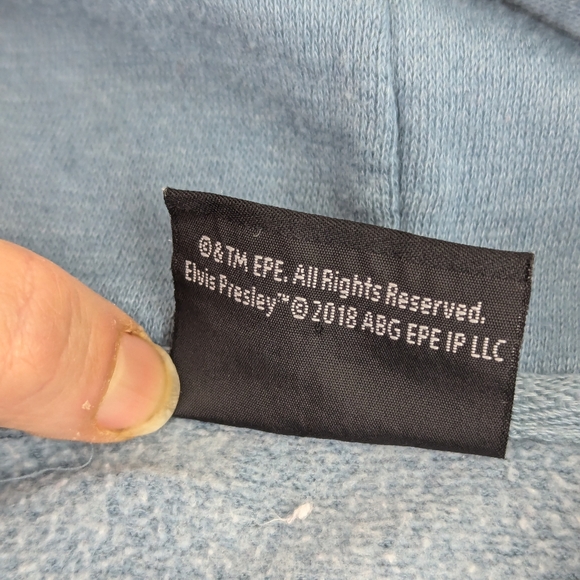 ©&TM EPE. All Rights Reserved.
Elvis Presley™ © 2018 ABG EPE IP LLC